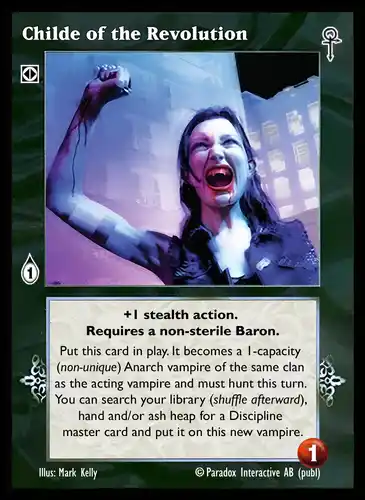 Childe of the Revolution
1
+1 stealth action.
Requires a non-sterile Baron.
Put this card in play. It becomes a 1-capacity
(non-unique) Anarch vampire of the same clan
as the acting vampire and must hunt this turn.
You can search your library (shuffle afterward),
hand and/or ash heap for a Discipline
master card and put it on this new vampire.
1
Illus: Mark Kelly © Paradox Interactive AB (publ)